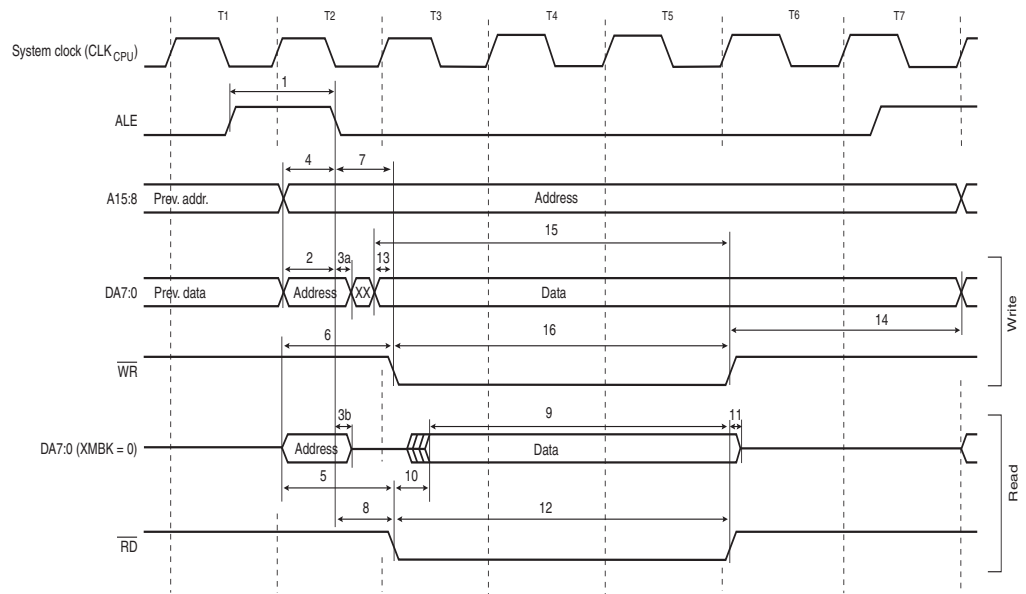 T1 T2 T3 T4 T5 T6 T7
System clock (CLKCPU)
1
ALE
4 7
A15:8 Prev. addr. Address
15
2 3a 13
DA7:0 Prev. data Address XX Data
14
6 16
WR
Write
3b 9 11
DA7:0 (XMBK = 0) Address Data
5 10
8 12
RD
Read